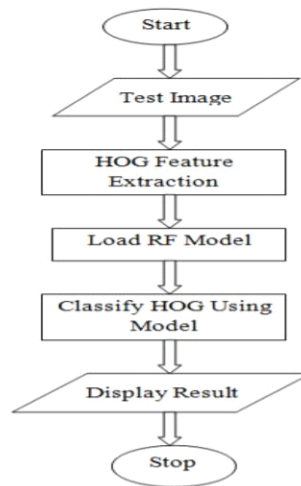 Start
Test Image
HOG Feature
Extraction
Load RF Model
Classify HOG Using
Model
Display Result
Stop